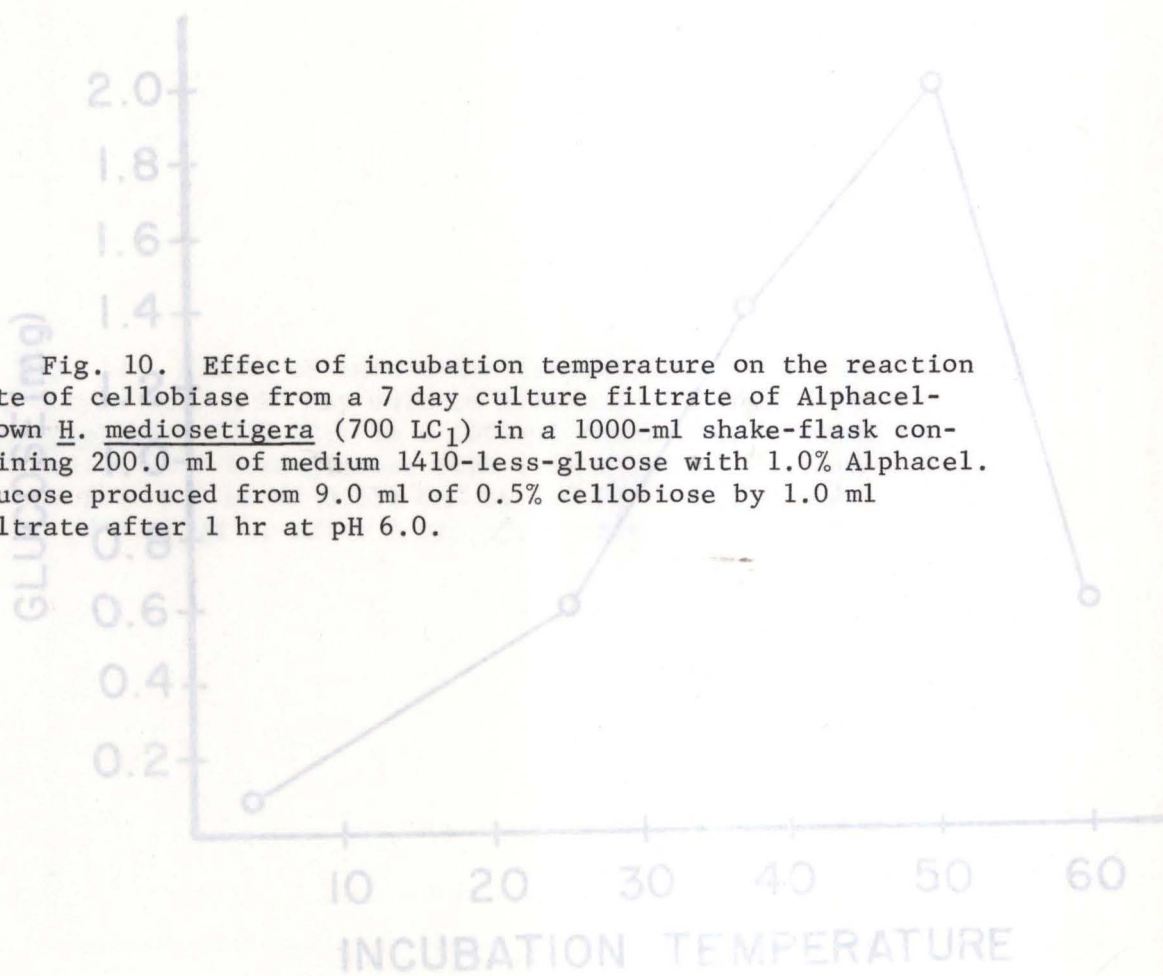 2.0
1.8
1.6
1.4
Fig. 10. Effect of incubation temperature on the reaction
te of cellobiase from a 7 day culture filtrate of Alphacel-
own H. mediosetigera (700 LC1) in a 1000-ml shake-flask con-
ining 200.0 ml of medium 1410-less-glucose with 1.0% Alphacel.
ucose produced from 9.0 ml of 0.5% cellobiose by 1.0 ml
ltrate after 1 hr at pH 6.0.
0.8
0.6
0.4
0.2
GLUCOSE (mg)
10 20 30 40 50 60
INCUBATION TEMPERATURE